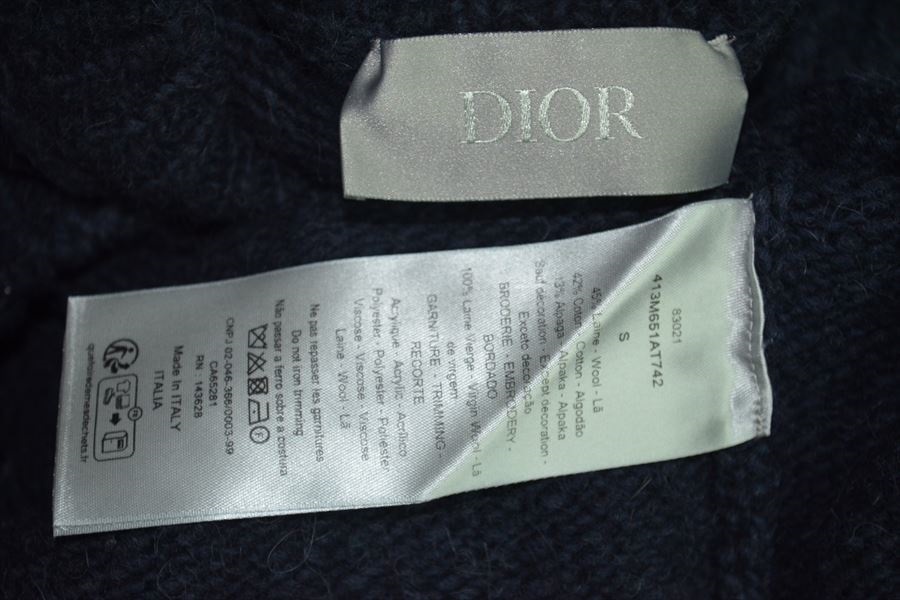 DIOR
83021
413M651AT742
S
45% Laine - Wool - Lã
42% Coton - Cotton - Algodão
13% Alpaga - Alpaka - Alpaka
Sauf décoration - Except decoration -
Exceto decoração
BRODERIE - EMBROIDERY -
BORDADO
100% Laine Vierge - Virgin Wool - Lã
de virgem
GARNITURE - TRIMMING -
RECORTE
Acrylique - Acrylic - Acrílico
Polyester - Polyester - Poliester
Viscose - Viscose - Viscose
Laine - Wool - Lã
Ne pas repasser les garnitures
Do not iron trimming
Não passar a ferro sobre a costura
CNPJ 02-046-366/0003-99
CA65281
RN - 143628
Made In ITALY
ITALIA
quefairedemesdechets.fr